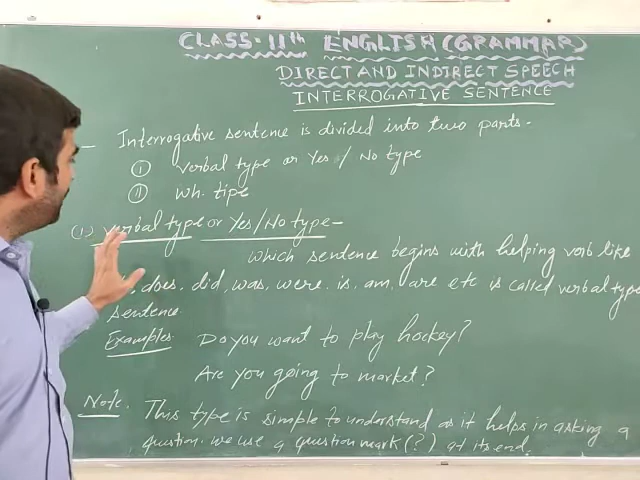 CLASS-11th ENGLISH (GRAMMAR)
DIRECT AND INDIRECT SPEECH
INTERROGATIVE SENTENCE
— Interrogative sentence is divided into two parts.
(I) Verbal type or Yes / No type
(II) Wh. tipe
(1) Verbal type or Yes/No type -
Which sentence begins with helping verb like
does, did, was, were, is, am, are etc is called verbal type
sentence.
Examples. Do you want to play hockey?
Are you going to market?
Note. This type is simple to understand as it helps in asking a
question. we use a question mark (?) at its end.